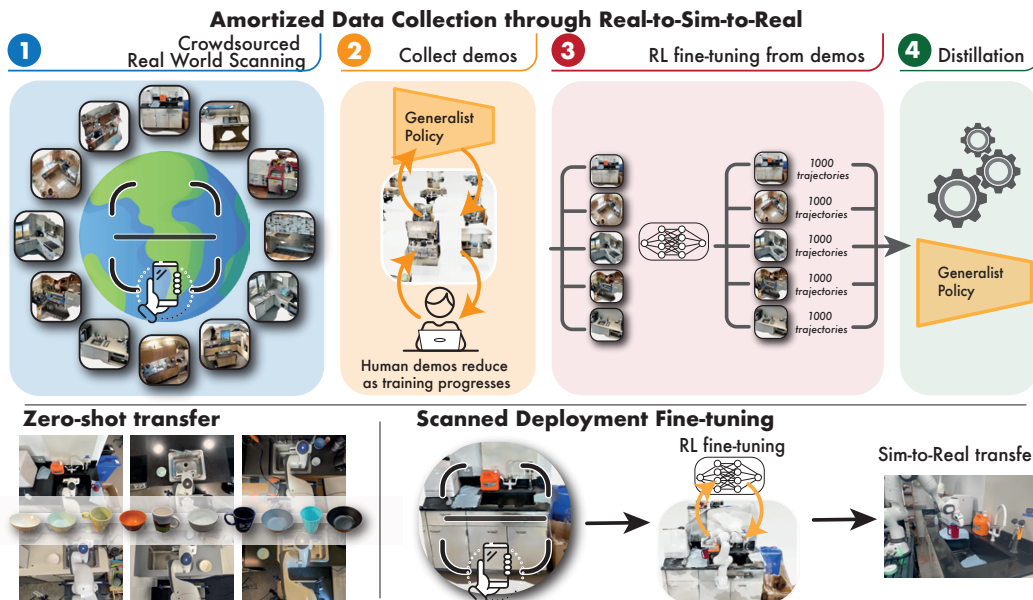 Amortized Data Collection through Real-to-Sim-to-Real
1
Crowdsourced
Real World Scanning
2
Collect demos
3
RL fine-tuning from demos
4
Distillation
Generalist
Policy
Human demos reduce
as training progresses
1000
trajectories
1000
trajectories
1000
trajectories
1000
trajectories
1000
trajectories
Generalist
Policy
Zero-shot transfer
Scanned Deployment Fine-tuning
RL fine-tuning
Sim-to-Real transfer